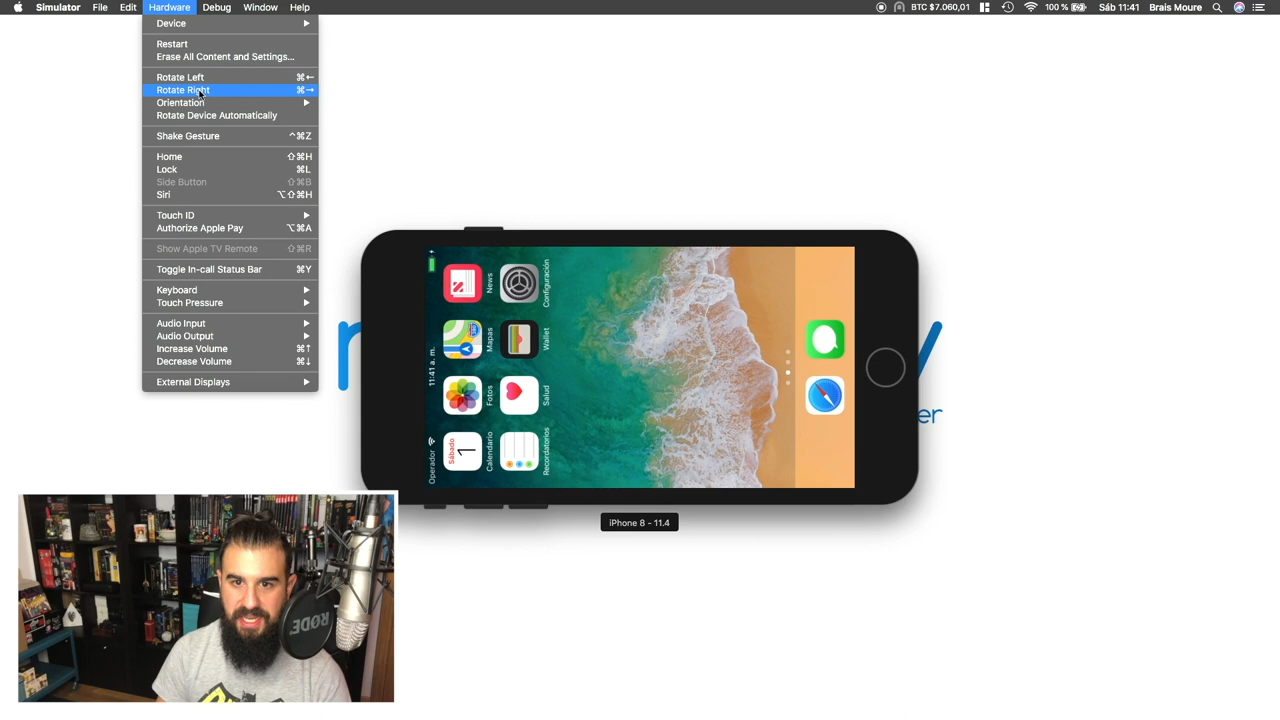 Simulator File Edit Hardware Debug Window Help BTC $7.060,01 100 % Sáb 11:41 Brais Moure
Device
Restart
Erase All Content and Settings...
Rotate Left ⌘←
Rotate Right ⌘→
Orientation
Rotate Device Automatically
Shake Gesture ^⌘Z
Home ⇧⌘H
Lock ⌘L
Side Button ⇧⌘B
Siri ⌥⇧⌘H
Touch ID
Authorize Apple Pay ⌥⌘A
Show Apple TV Remote ⇧⌘R
Toggle In-call Status Bar ⌘Y
Keyboard
Touch Pressure
Audio Input
Audio Output
Increase Volume ⌘↑
Decrease Volume ⌘↓
External Displays
Operador 11:41 a. m.
Sábado
1
Calendario Fotos Mapas News
Recordatorios Salud Wallet Configuración
er
iPhone 8 - 11.4
RØDE